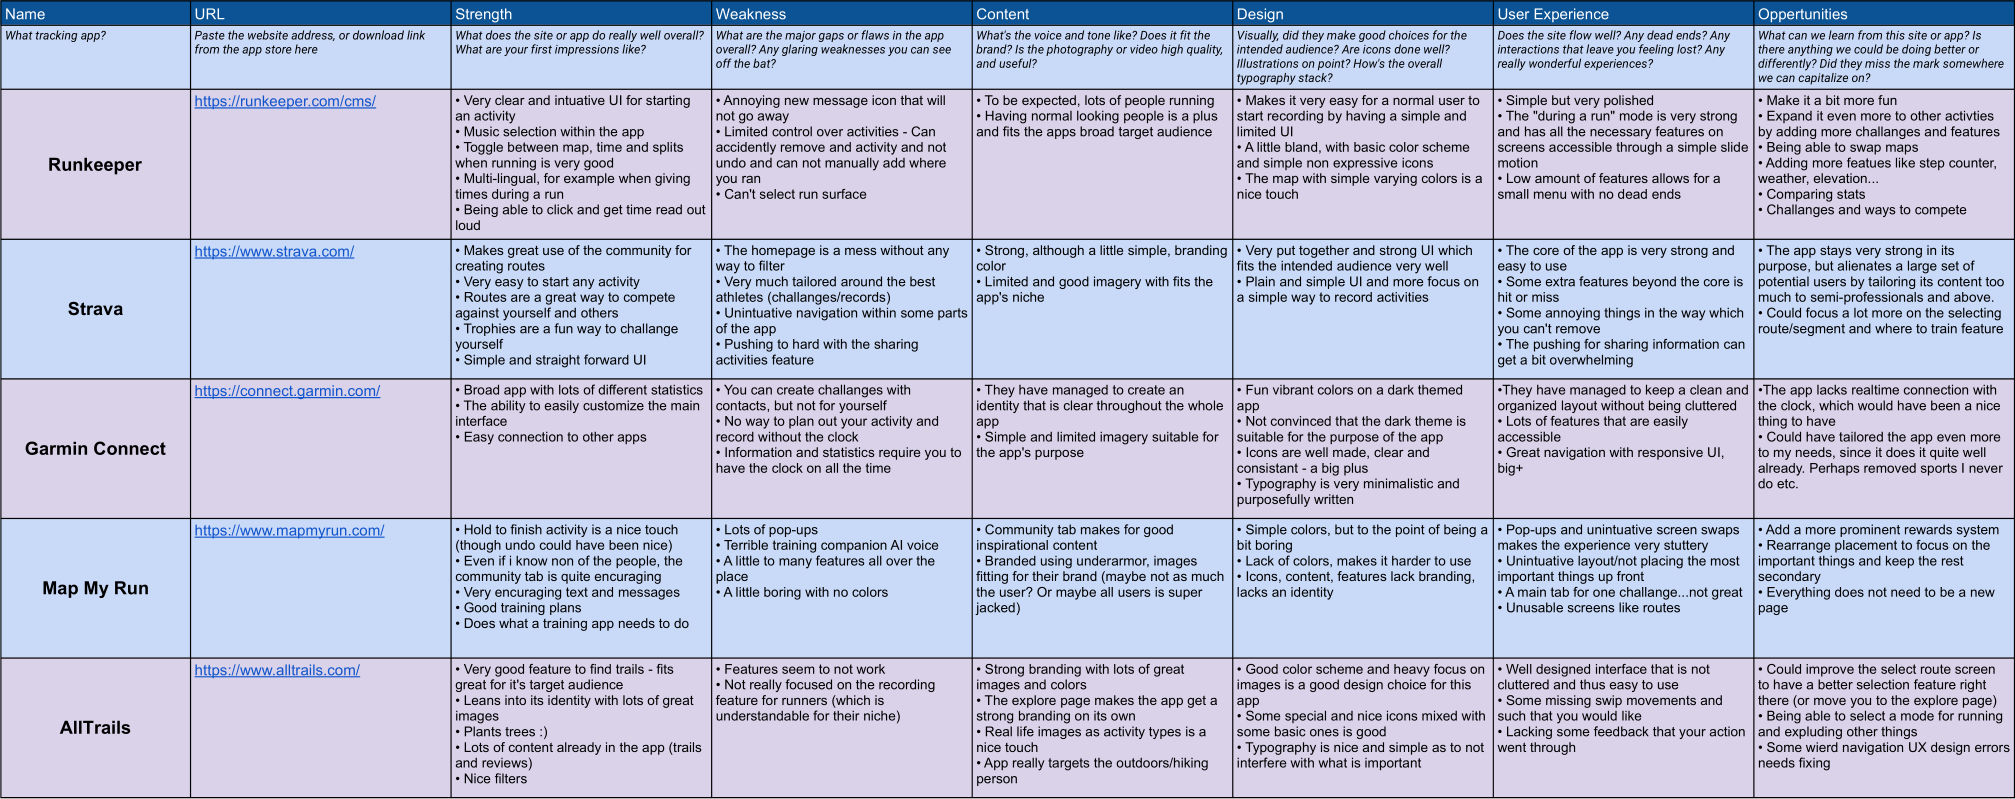 Name
URL
Strength
Weakness
Content
Design
User Experience
Oppertunities
What tracking app?
Paste the website address, or download link
from the app store here
What does the site or app do really well overall?
What are your first impressions like?
What are the major gaps or flaws in the app
overall? Any glaring weaknesses you can see
off the bat?
What's the voice and tone like? Does it fit the
brand? Is the photography or video high quality,
and useful?
Visually, did they make good choices for the
intended audience? Are icons done well?
Illustrations on point? How's the overall
typography stack?
Does the site flow well? Any dead ends? Any
interactions that leave you feeling lost? Any
really wonderful experiences?
What can we learn from this site or app? Is
there anything we could be doing better or
differently? Did they miss the mark somewhere
we can capitalize on?
Runkeeper
https://runkeeper.com/cms/
• Very clear and intuative UI for starting
an activity
• Music selection within the app
• Toggle between map, time and splits
when running is very good
• Multi-lingual, for example when giving
times during a run
• Being able to click and get time read out
loud
• Annoying new message icon that will
not go away
• Limited control over activities - Can
accidently remove and activity and not
undo and can not manually add where
you ran
• Can't select run surface
• To be expected, lots of people running
• Having normal looking people is a plus
and fits the apps broad target audience
• Makes it very easy for a normal user to
start recording by having a simple and
limited UI
• A little bland, with basic color scheme
and simple non expressive icons
• The map with simple varying colors is a
nice touch
• Simple but very polished
• The "during a run" mode is very strong
and has all the necessary features on
screens accessible through a simple slide
motion
• Low amount of features allows for a
small menu with no dead ends
• Make it a bit more fun
• Expand it even more to other activties
by adding more challenges and features
• Being able to swap maps
• Adding more featues like step counter,
weather, elevation...
• Comparing stats
• Challenges and ways to compete
Strava
https://www.strava.com/
• Makes great use of the community for
creating routes
• Very easy to start any activity
• Routes are a great way to compete
against yourself and others
• Trophies are a fun way to challange
yourself
• Simple and straight forward UI
• The homepage is a mess without any
way to filter
• Very much tailored around the best
athletes (challanges/records)
• Unintuative navigation within some parts
of the app
• Pushing to hard with the sharing
activities feature
• Strong, although a little simple, branding
color
• Limited and good imagery with fits the
app's niche
• Very put together and strong UI which
fits the intended audience very well
• Plain and simple UI and more focus on
a simple way to record activities
• The core of the app is very strong and
easy to use
• Some extra features beyond the core is
hit or miss
• Some annoying things in the way which
you can't remove
• The pushing for sharing information can
get a bit overwhelming
• The app stays very strong in its
purpose, but alienates a large set of
potential users by tailoring its content too
much to semi-professionals and above.
• Could focus a lot more on the selecting
route/segment and where to train feature
Garmin Connect
https://connect.garmin.com/
• Broad app with lots of different statistics
• The ability to easily customize the main
interface
• Easy connection to other apps
• You can create challanges with
contacts, but not for yourself
• No way to plan out your activity and
record without the clock
• Information and statistics require you to
have the clock on all the time
• They have managed to create an
identity that is clear throughout the whole
app
• Simple and limited imagery suitable for
the app's purpose
• Fun vibrant colors on a dark themed
app
• Not convinced that the dark theme is
suitable for the purpose of the app
• Icons are well made, clear and
consistant - a big plus
• Typography is very minimalistic and
purposefully written
•They have managed to keep a clean and
organized layout without being cluttered
• Lots of features that are easily
accessible
• Great navigation with responsive UI,
big+
•The app lacks realtime connection with
the clock, which would have been a nice
thing to have
• Could have tailored the app even more
to my needs, since it does it quite well
already. Perhaps removed sports I never
do etc.
Map My Run
https://www.mapmyrun.com/
• Hold to finish activity is a nice touch
(though undo could have been nice)
• Even if i know non of the people, the
community tab is quite encuraging
• Very encuraging text and messages
• Good training plans
• Does what a training app needs to do
• Lots of pop-ups
• Terrible training companion AI voice
• A little to many features all over the
place
• A little boring with no colors
• Community tab makes for good
inspirational content
• Branded using underarmor, images
fitting for their brand (maybe not as much
the user? Or maybe all users is super
jacked)
• Simple colors, but to the point of being a
bit boring
• Lack of colors, makes it harder to use
• Icons, content, features lack branding,
lacks an identity
• Pop-ups and unintuative screen swaps
makes the experience very stuttery
• Unintuative layout/not placing the most
important things up front
• A main tab for one challange...not great
• Unusable screens like routes
• Add a more prominent rewards system
• Rearrange placement to focus on the
important things and keep the rest
secondary
• Everything does not need to be a new
page
AllTrails
https://www.alltrails.com/
• Very good feature to find trails - fits
great for it's target audience
• Leans into its identity with lots of great
images
• Plants trees :)
• Lots of content already in the app (trails
and reviews)
• Nice filters
• Features seem to not work
• Not really focused on the recording
feature for runners (which is
understandable for their niche)
• Strong branding with lots of great
images and colors
• The explore page makes the app get a
strong branding on its own
• Real life images as activity types is a
nice touch
• App really targets the outdoors/hiking
person
• Good color scheme and heavy focus on
images is a good design choice for this
app
• Some special and nice icons mixed with
some basic ones is good
• Typography is nice and simple as to not
interfere with what is important
• Well designed interface that is not
cluttered and thus easy to use
• Some missing swip movements and
such that you would like
• Lacking some feedback that your action
went through
• Could improve the select route screen
to have a better selection feature right
there (or move you to the explore page)
• Being able to select a mode for running
and expluding other things
• Some wierd navigation UX design errors
needs fixing